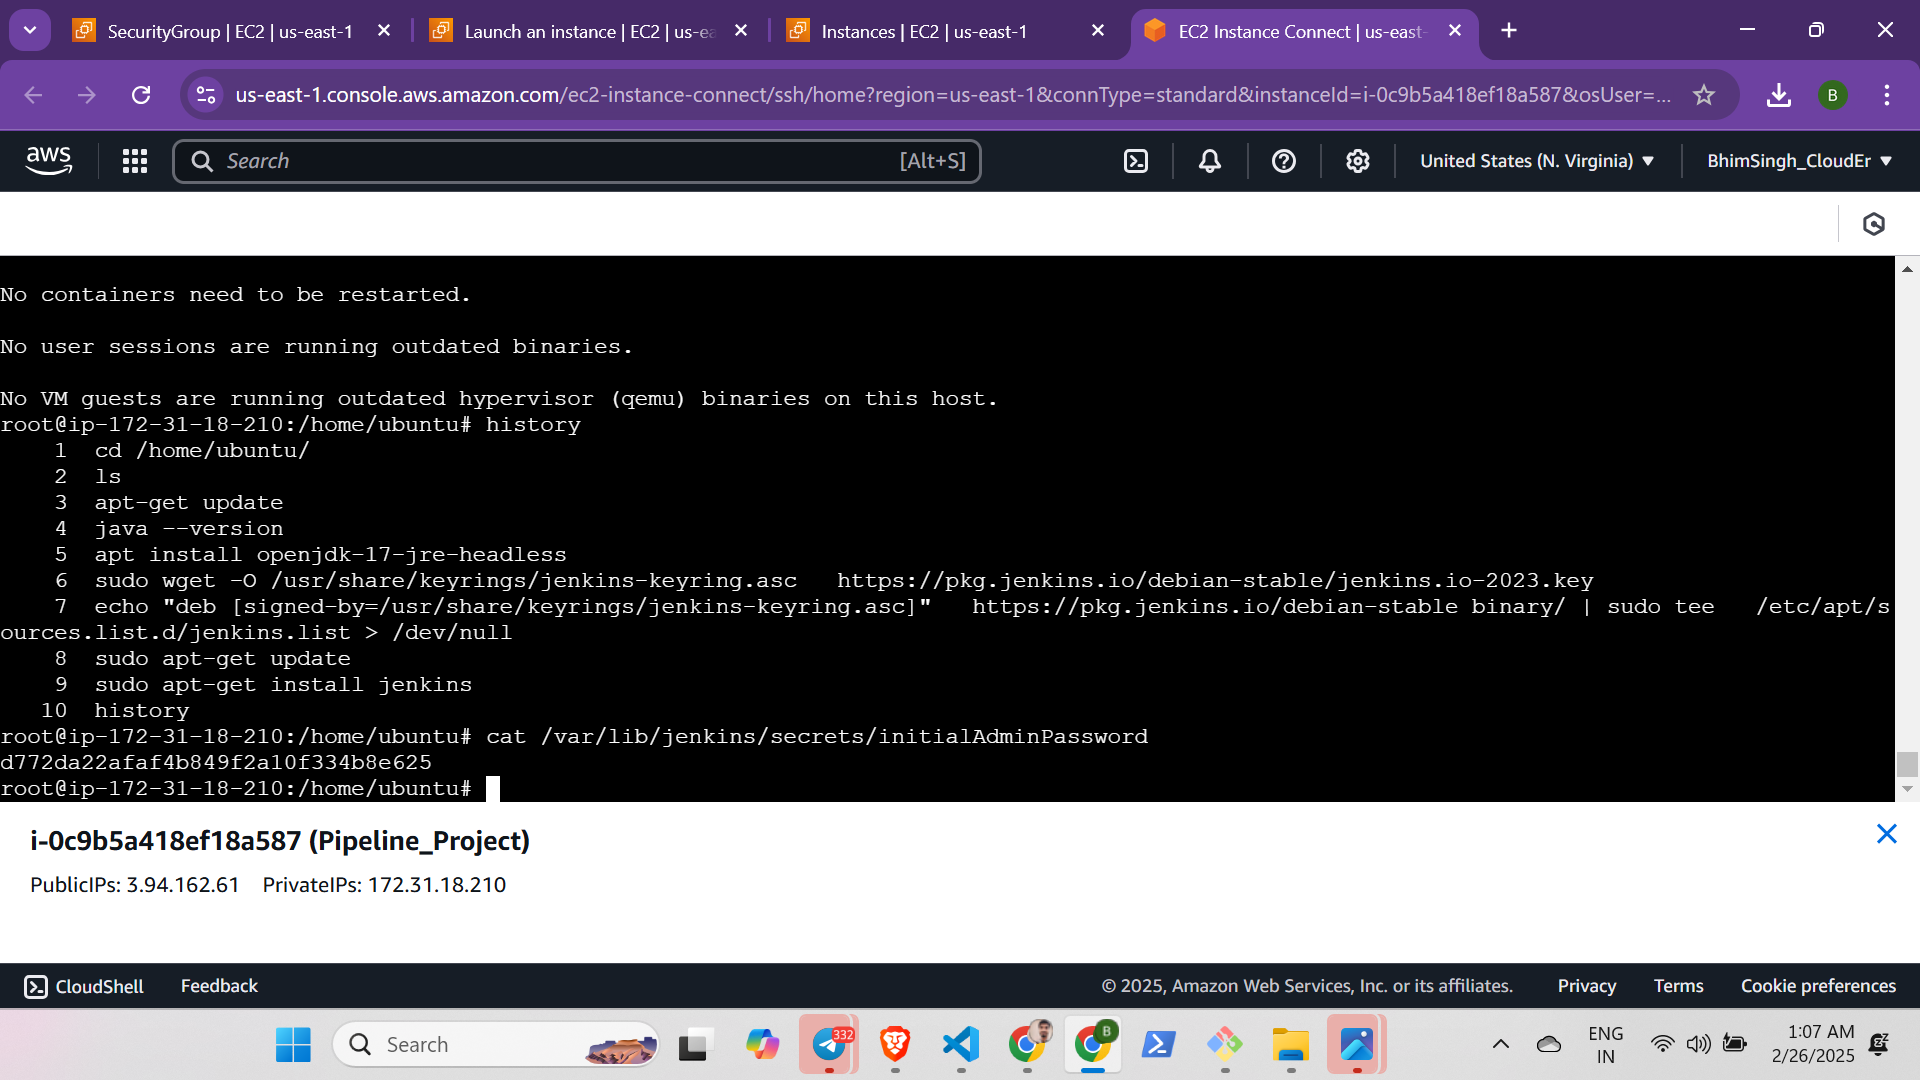 SecurityGroup | EC2 | us-east-1
Launch an instance | EC2 | us-ea
Instances | EC2 | us-east-1
EC2 Instance Connect | us-east-
us-east-1.console.aws.amazon.com/ec2-instance-connect/ssh/home?region=us-east-1&connType=standard&instanceId=i-0c9b5a418ef18a587&osUser=...
B
aws
Search
[Alt+S]
United States (N. Virginia)
BhimSingh_CloudEr
No containers need to be restarted.
No user sessions are running outdated binaries.
No VM guests are running outdated hypervisor (qemu) binaries on this host.
root@ip-172-31-18-210:/home/ubuntu# history
1 cd /home/ubuntu/
2 ls
3 apt-get update
4 java --version
5 apt install openjdk-17-jre-headless
6 sudo wget -O /usr/share/keyrings/jenkins-keyring.asc https://pkg.jenkins.io/debian-stable/jenkins.io-2023.key
7 echo "deb [signed-by=/usr/share/keyrings/jenkins-keyring.asc]" https://pkg.jenkins.io/debian-stable binary/ | sudo tee /etc/apt/s
ources.list.d/jenkins.list > /dev/null
8 sudo apt-get update
9 sudo apt-get install jenkins
10 history
root@ip-172-31-18-210:/home/ubuntu# cat /var/lib/jenkins/secrets/initialAdminPassword
d772da22afaf4b849f2a10f334b8e625
root@ip-172-31-18-210:/home/ubuntu#
i-0c9b5a418ef18a587 (Pipeline_Project)
PublicIPs: 3.94.162.61 PrivateIPs: 172.31.18.210
CloudShell
Feedback
© 2025, Amazon Web Services, Inc. or its affiliates.
Privacy
Terms
Cookie preferences
Search
332
B
ENG
IN
1:07 AM
2/26/2025